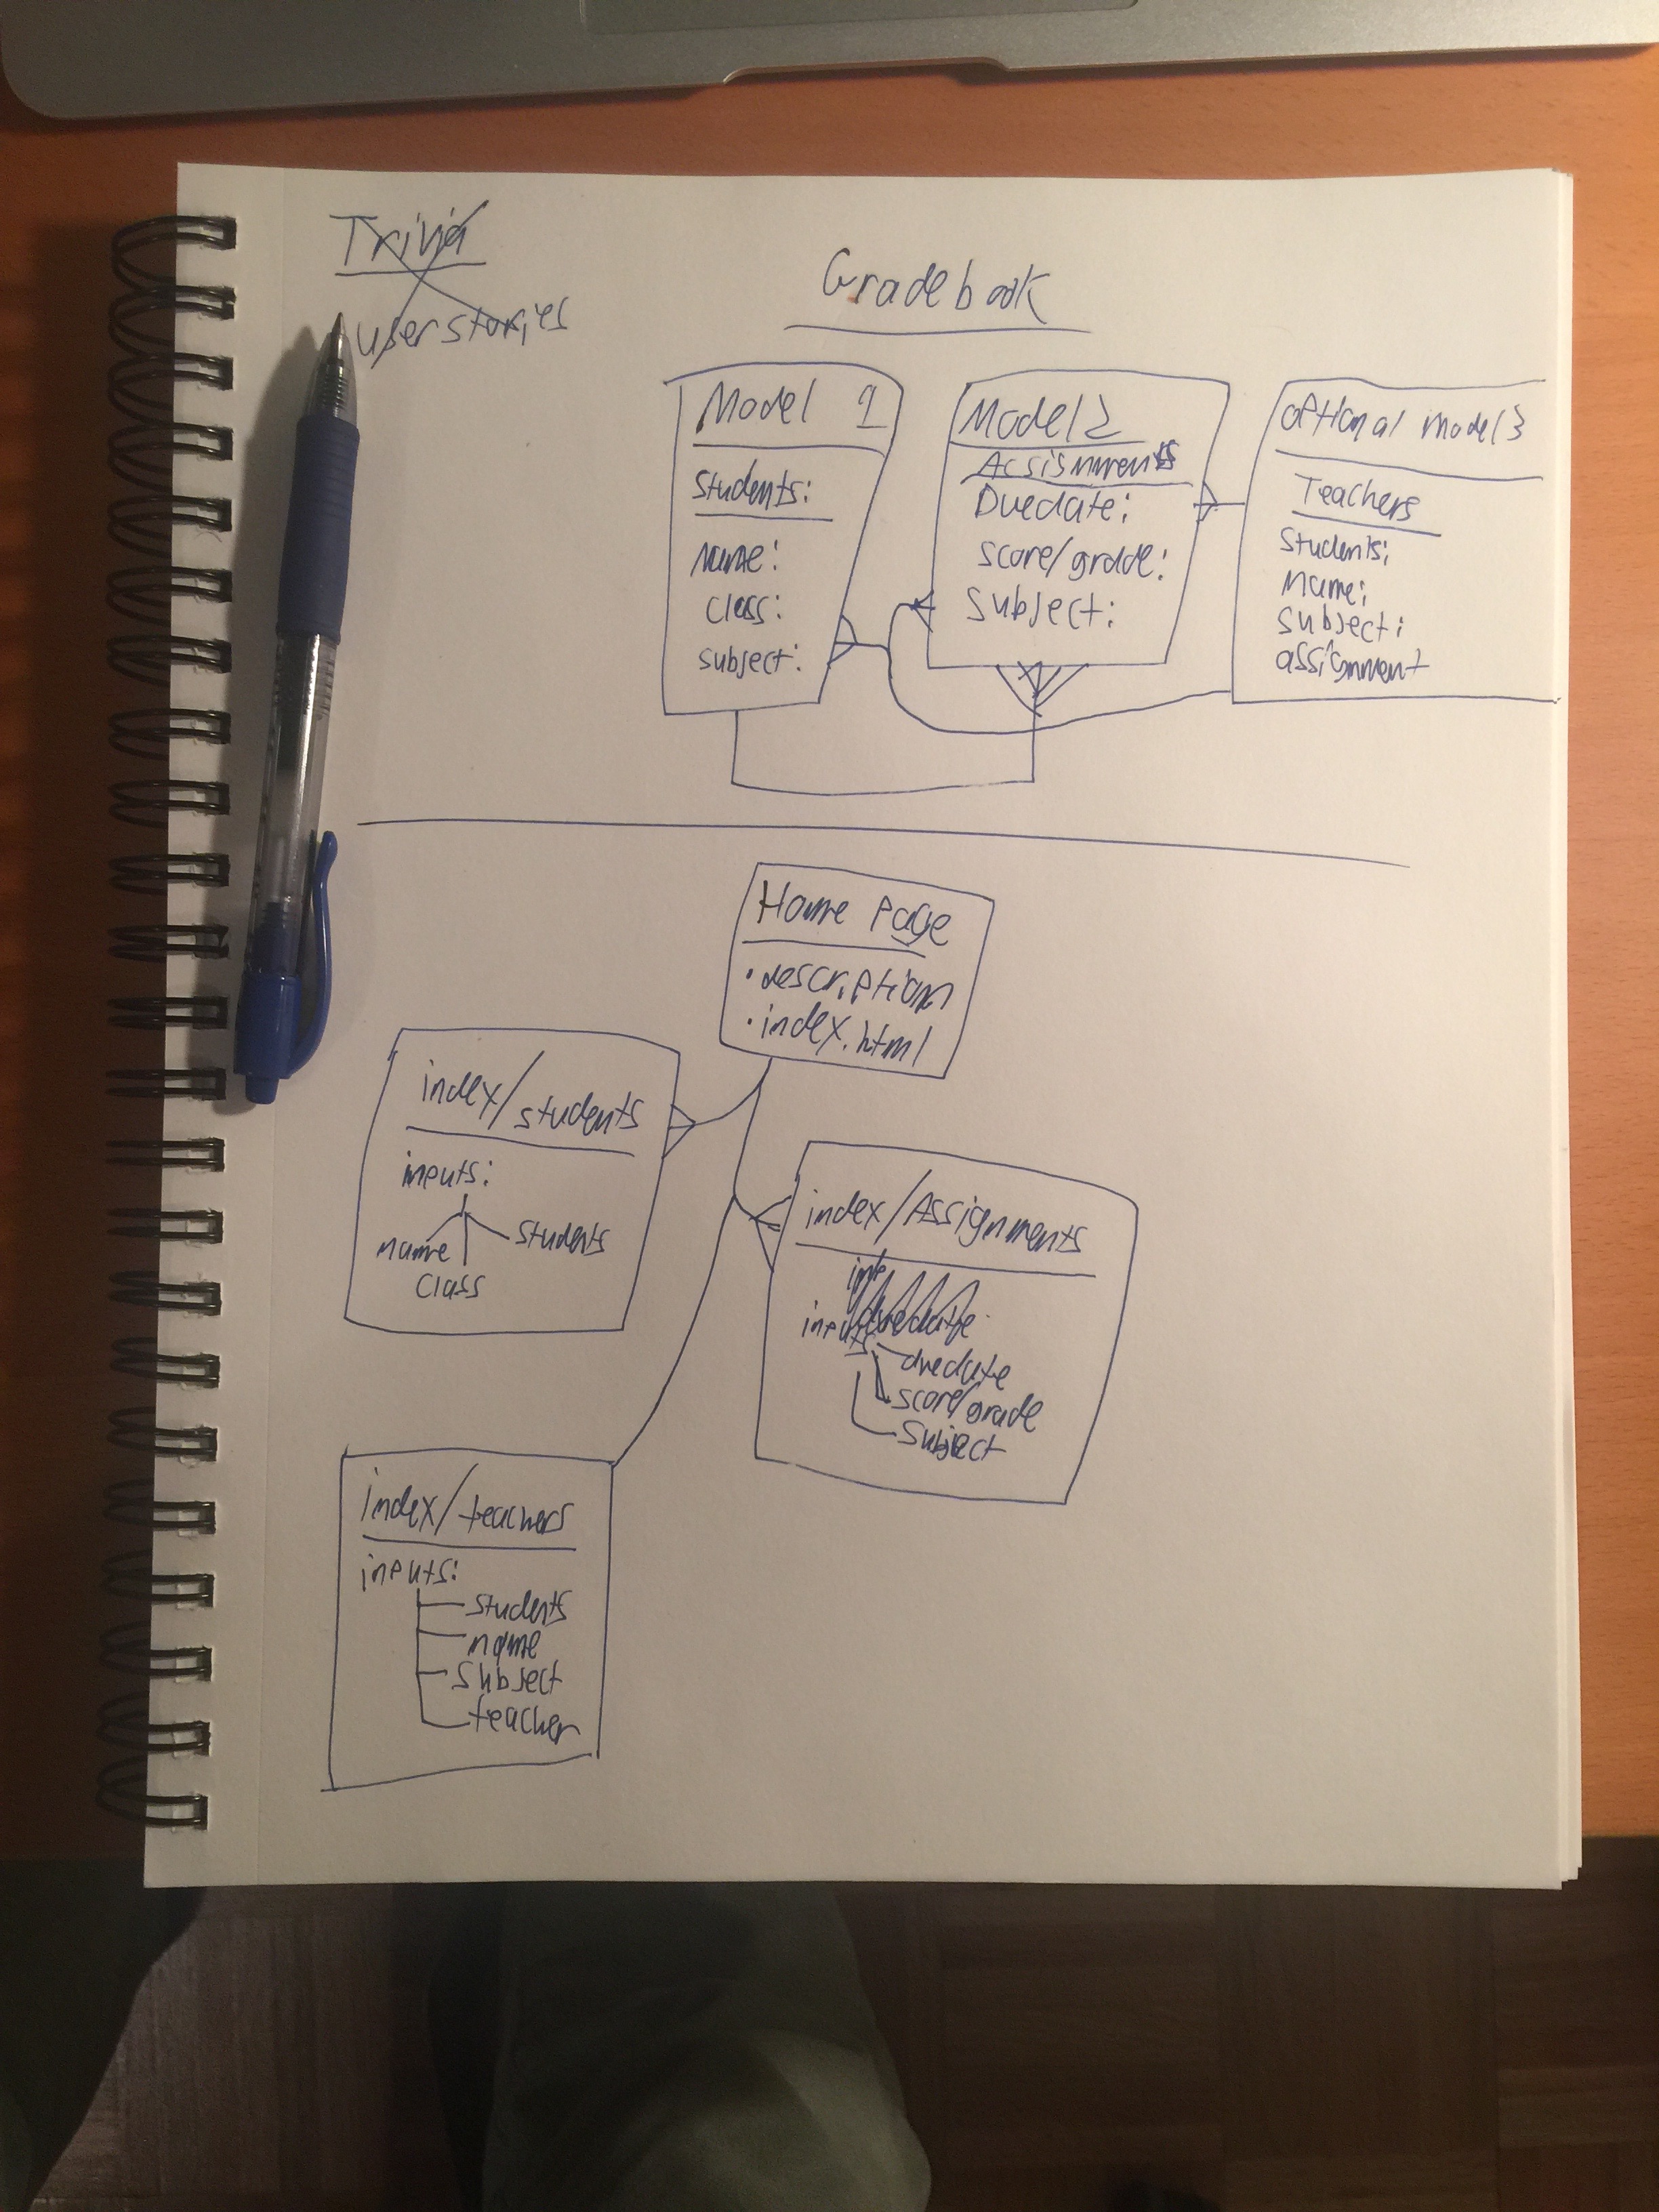 Trivia
user stories
Gradebook
Model 1
Students:
name:
class:
subject:
Model 2
Assignments
Duedate:
score/grade:
Subject:
optional model 3
Teachers
Students:
Name:
Subject:
assignment
Home Page
• description
• index.html
index/students
inputs:
name
class
students
index/Assignments
inputs
duedate
score/grade
Subject
index/teachers
inputs:
students
name
Subject
teacher